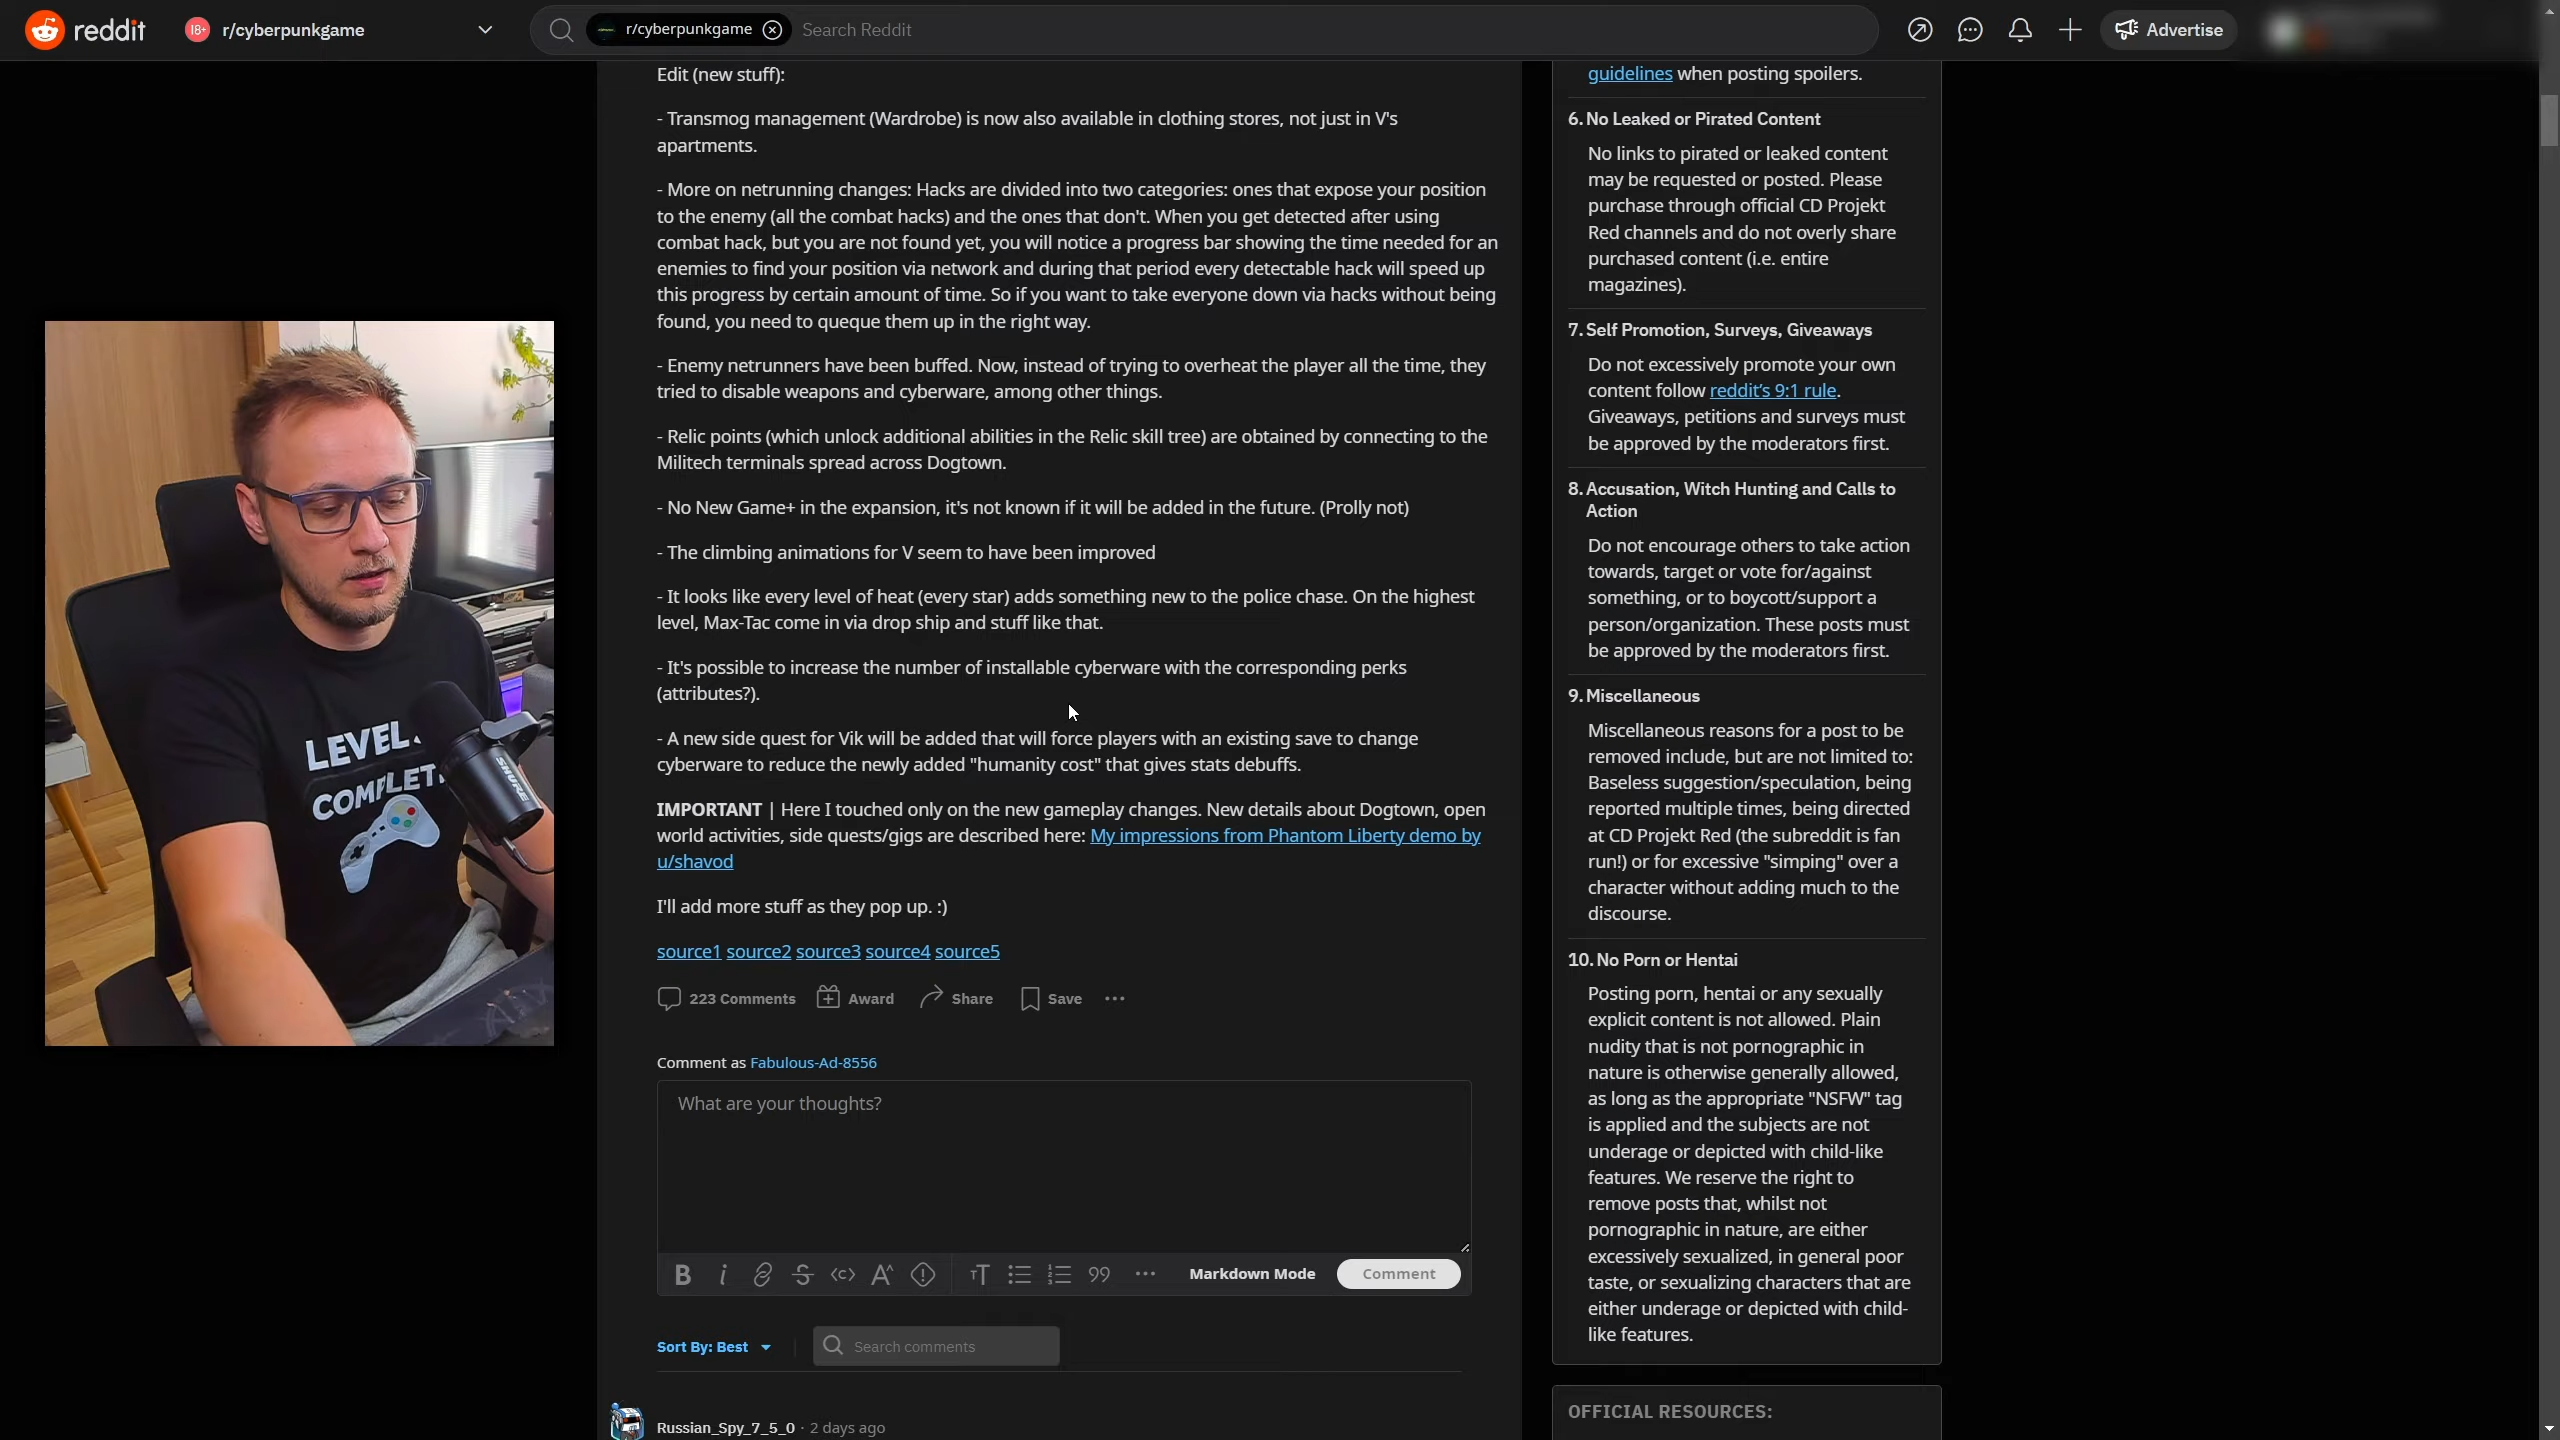 reddit
18+
r/cyberpunkgame
r/cyberpunkgame
Search Reddit
Advertise
Edit (new stuff):
- Transmog management (Wardrobe) is now also available in clothing stores, not just in V's
apartments.
- More on netrunning changes: Hacks are divided into two categories: ones that expose your position
to the enemy (all the combat hacks) and the ones that don't. When you get detected after using
combat hack, but you are not found yet, you will notice a progress bar showing the time needed for an
enemies to find your position via network and during that period every detectable hack will speed up
this progress by certain amount of time. So if you want to take everyone down via hacks without being
found, you need to queque them up in the right way.
- Enemy netrunners have been buffed. Now, instead of trying to overheat the player all the time, they
tried to disable weapons and cyberware, among other things.
- Relic points (which unlock additional abilities in the Relic skill tree) are obtained by connecting to the
Militech terminals spread across Dogtown.
- No New Game+ in the expansion, it's not known if it will be added in the future. (Prolly not)
- The climbing animations for V seem to have been improved
- It looks like every level of heat (every star) adds something new to the police chase. On the highest
level, Max-Tac come in via drop ship and stuff like that.
- It's possible to increase the number of installable cyberware with the corresponding perks
(attributes?).
- A new side quest for Vik will be added that will force players with an existing save to change
cyberware to reduce the newly added "humanity cost" that gives stats debuffs.
IMPORTANT | Here I touched only on the new gameplay changes. New details about Dogtown, open
world activities, side quests/gigs are described here: My impressions from Phantom Liberty demo by
u/shavod
I'll add more stuff as they pop up. :)
source1 source2 source3 source4 source5
223 Comments
Award
Share
Save
Comment as Fabulous-Ad-8556
What are your thoughts?
Markdown Mode
Comment
Sort By: Best
Search comments
Russian_Spy_7_5_0 · 2 days ago
guidelines when posting spoilers.
6. No Leaked or Pirated Content
No links to pirated or leaked content
may be requested or posted. Please
purchase through official CD Projekt
Red channels and do not overly share
purchased content (i.e. entire
magazines).
7. Self Promotion, Surveys, Giveaways
Do not excessively promote your own
content follow reddit's 9:1 rule.
Giveaways, petitions and surveys must
be approved by the moderators first.
8. Accusation, Witch Hunting and Calls to
Action
Do not encourage others to take action
towards, target or vote for/against
something, or to boycott/support a
person/organization. These posts must
be approved by the moderators first.
9. Miscellaneous
Miscellaneous reasons for a post to be
removed include, but are not limited to:
Baseless suggestion/speculation, being
reported multiple times, being directed
at CD Projekt Red (the subreddit is fan
run!) or for excessive "simping" over a
character without adding much to the
discourse.
10. No Porn or Hentai
Posting porn, hentai or any sexually
explicit content is not allowed. Plain
nudity that is not pornographic in
nature is otherwise generally allowed,
as long as the appropriate "NSFW" tag
is applied and the subjects are not
underage or depicted with child-like
features. We reserve the right to
remove posts that, whilst not
pornographic in nature, are either
excessively sexualized, in general poor
taste, or sexualizing characters that are
either underage or depicted with child-
like features.
OFFICIAL RESOURCES:
LEVEL
SHURE